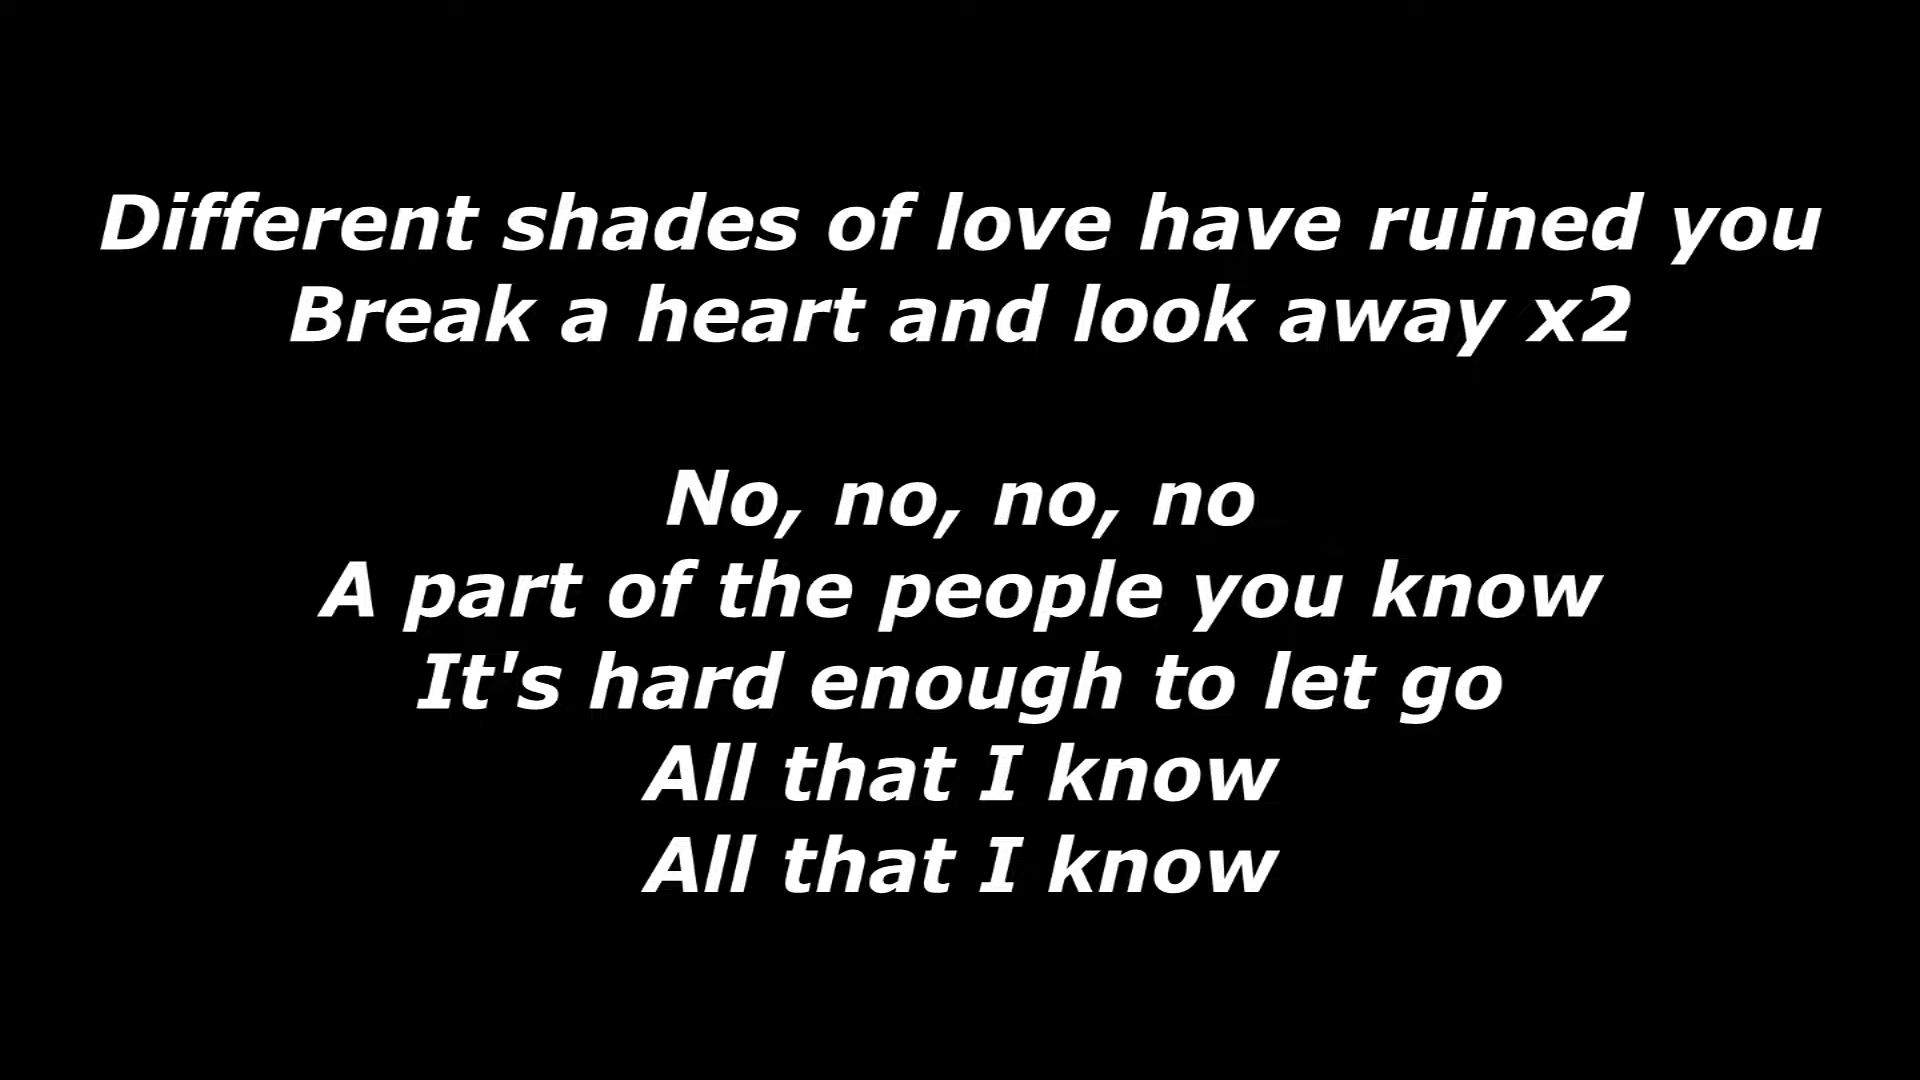 Different shades of love have ruined you
Break a heart and look away x2
No, no, no, no
A part of the people you know
It's hard enough to let go
All that I know
All that I know